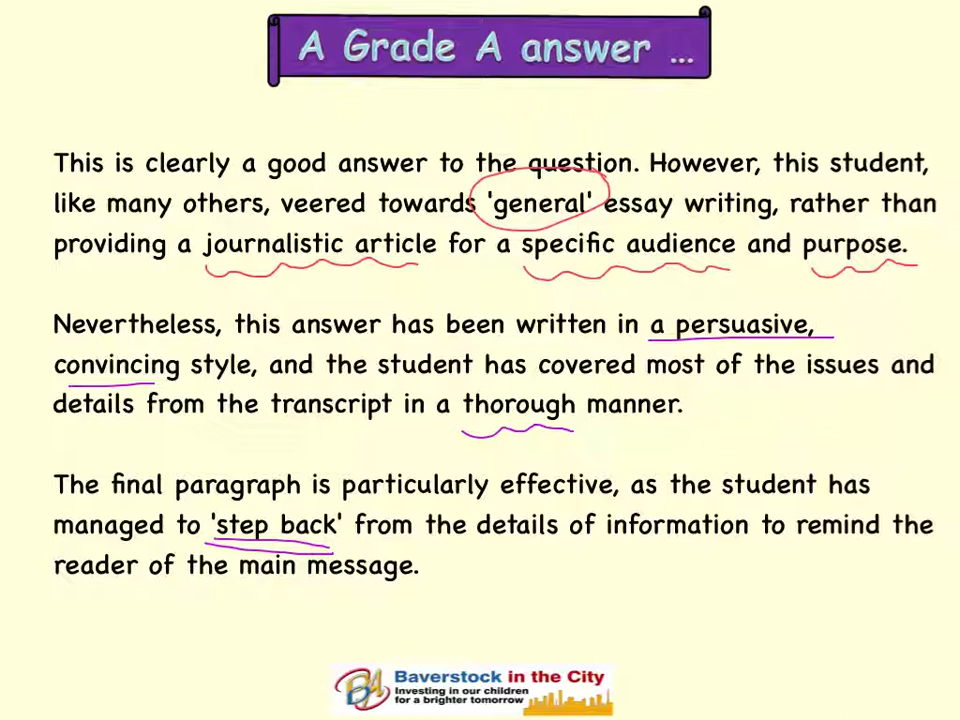 A Grade A answer ...
This is clearly a good answer to the question. However, this student,
like many others, veered towards 'general' essay writing, rather than
providing a journalistic article for a specific audience and purpose.
Nevertheless, this answer has been written in a persuasive,
convincing style, and the student has covered most of the issues and
details from the transcript in a thorough manner.
The final paragraph is particularly effective, as the student has
managed to 'step back' from the details of information to remind the
reader of the main message.
Baverstock in the City
Investing in our children
for a brighter tomorrow